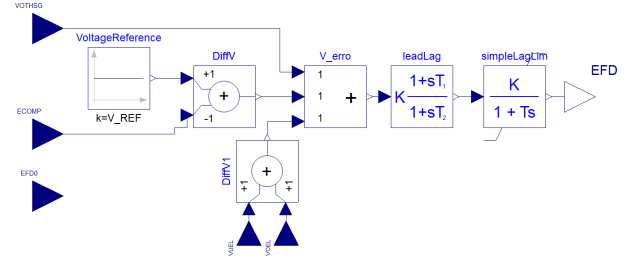 VOTHSG
VoltageReference
k=V_REF
ECOMP
EFD0
DiffV
+1
+
-1
V_erro
1
1
+
1
leadLag
K 1+sT₁
1+sT₂
simpleLagLim
K
1 + Ts
EFD
DiffV1
+
+1
+1
VUEL
VOEL